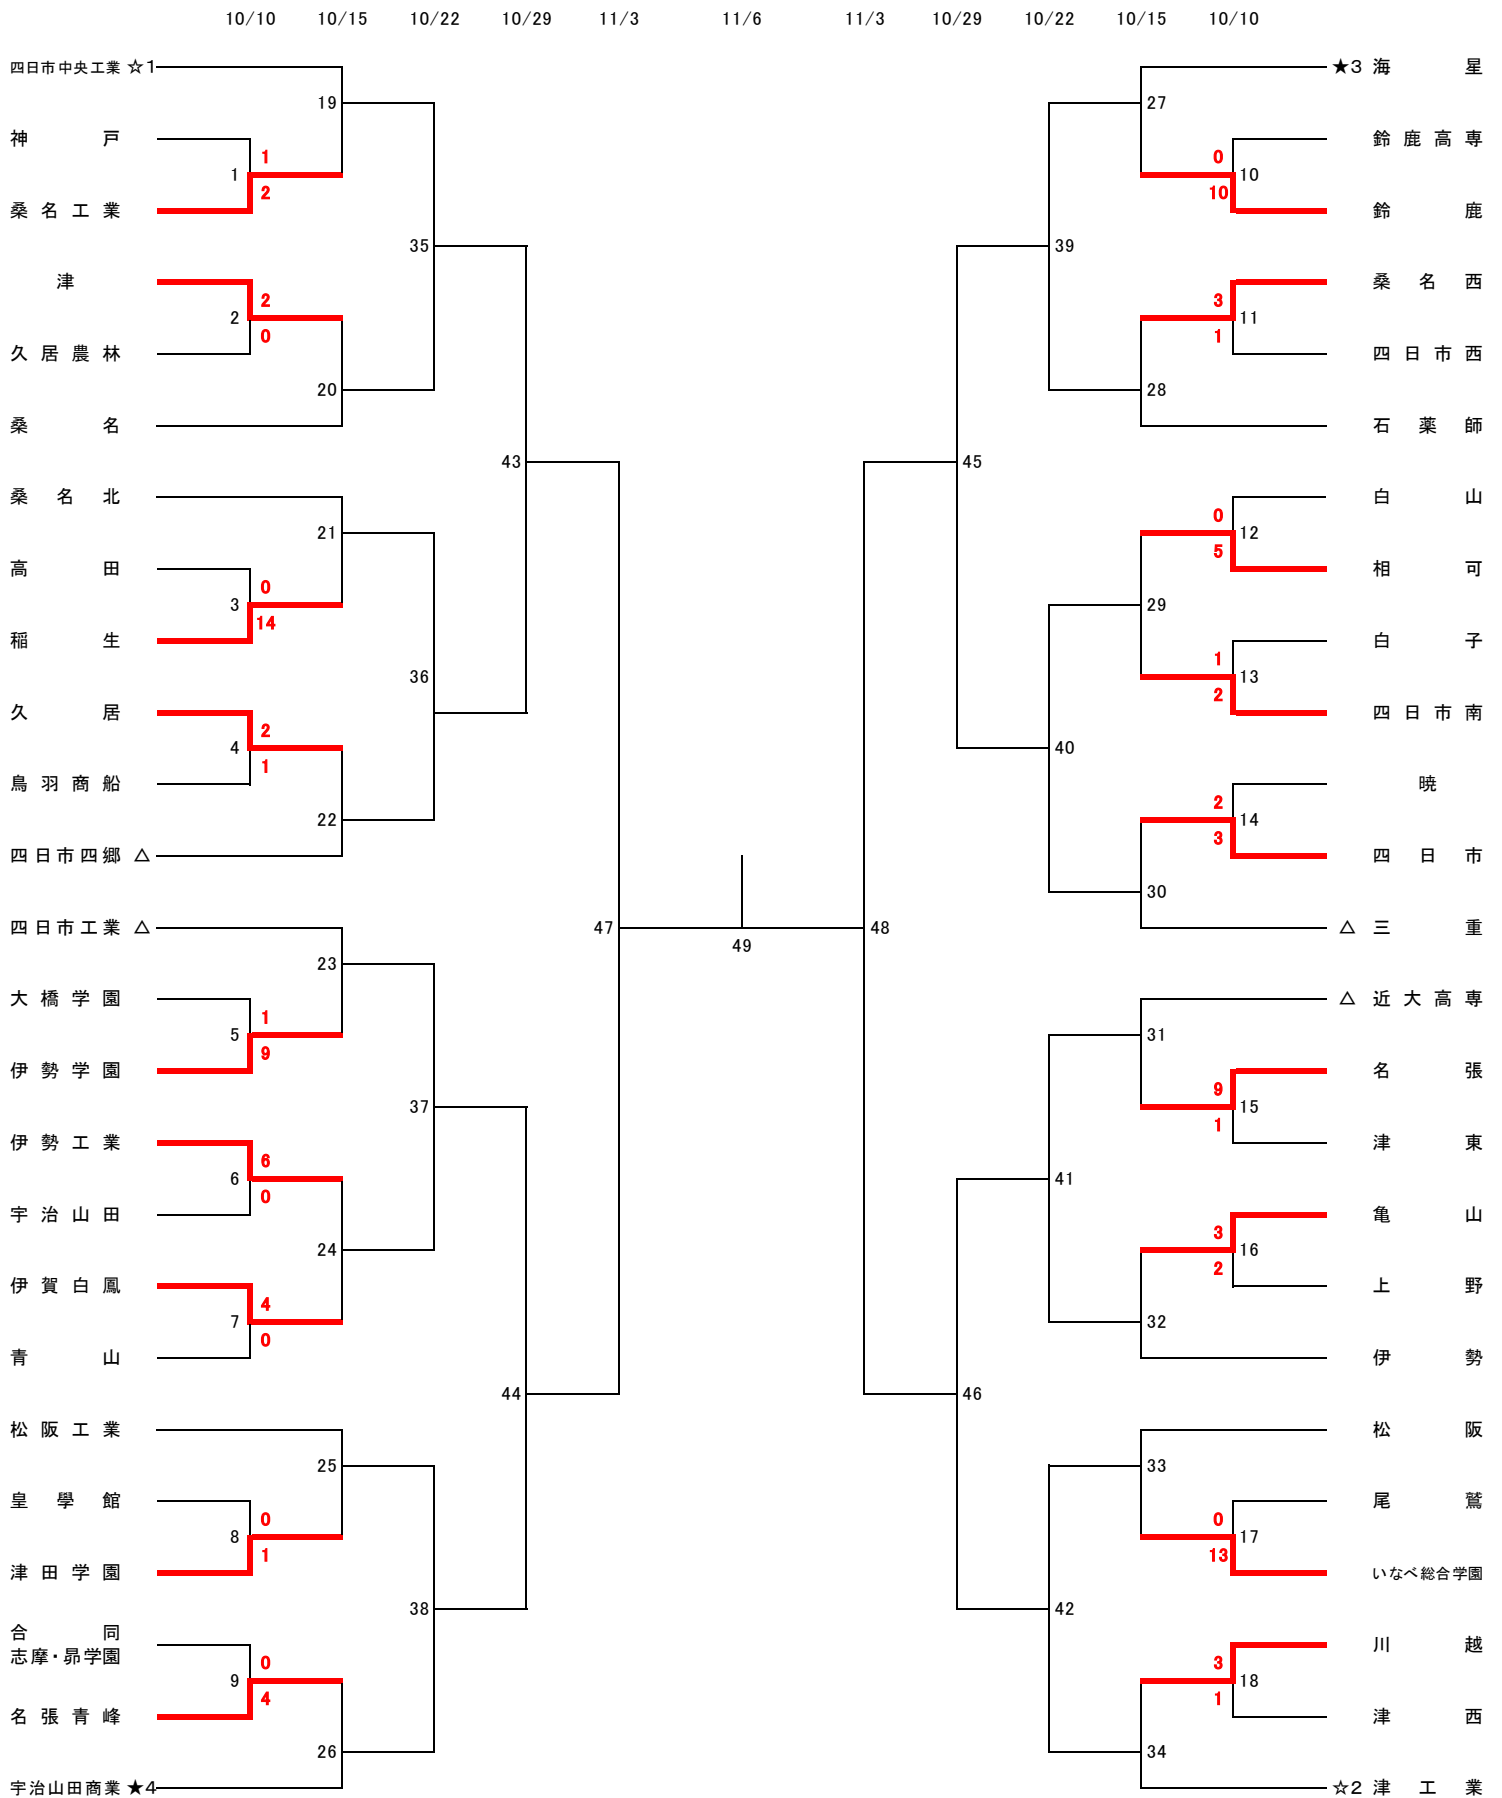 10/10 10/15 10/22 10/29 11/3 11/6 11/3 10/29 10/22 10/15 10/10
四日市中央工業 ☆1
19
神戸
1
1
2
桑名工業
35
津
2
2
0
久居農林
20
桑名
43
桑名北
21
高田
0
3
14
稲生
36
久居
2
4
1
鳥羽商船
22
四日市四郷 △
47
49
四日市工業 △
23
大橋学園
1
5
9
伊勢学園
37
伊勢工業
6
6
0
宇治山田
24
伊賀白鳳
4
7
0
青山
44
松阪工業
25
皇學館
0
8
1
津田学園
38
合同
志摩・昴学園
0
9
4
名張青峰
26
宇治山田商業 ★4
★3 海星
27
鈴鹿高専
0
10
10
鈴鹿
39
桑名西
3
11
1
四日市西
28
石薬師
45
白山
0
12
5
相可
29
白子
1
13
2
四日市南
40
暁
2
14
3
四日市
30
△ 三重
48
△ 近大高専
31
名張
9
15
1
津東
41
亀山
3
16
2
上野
32
伊勢
46
松阪
33
尾鷲
0
17
13
いなべ総合学園
42
川越
3
18
1
津西
34
☆2 津工業